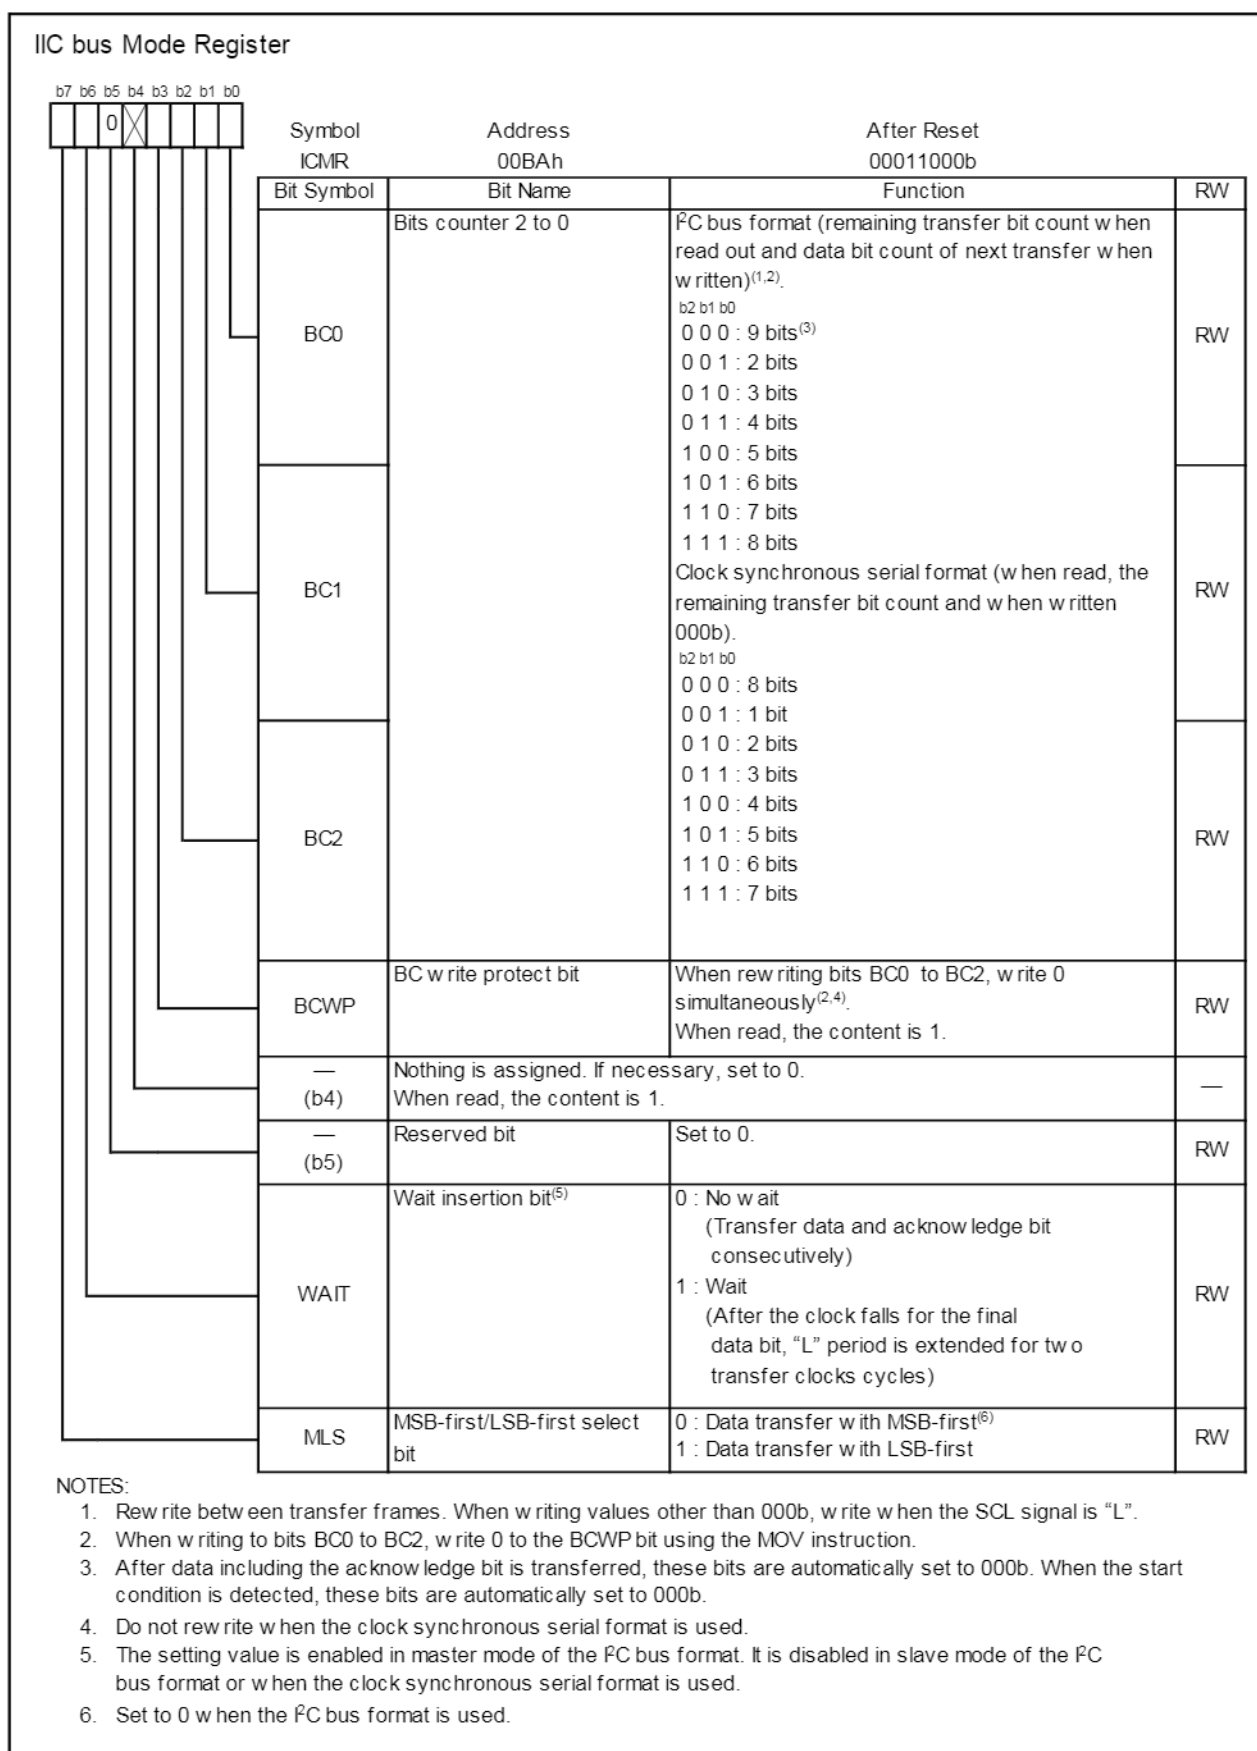 IIC bus Mode Register
b7 b6 b5 b4 b3 b2 b1 b0
0
Symbol Address After Reset
ICMR 00BAh 00011000b
Bit Symbol Bit Name Function RW
BC0 Bits counter 2 to 0 I²C bus format (remaining transfer bit count when
read out and data bit count of next transfer when
written)(1,2).
b2 b1 b0
0 0 0 : 9 bits(3)
RW
0 0 1 : 2 bits
0 1 0 : 3 bits
0 1 1 : 4 bits
1 0 0 : 5 bits
1 0 1 : 6 bits
1 1 0 : 7 bits
1 1 1 : 8 bits
BC1 Clock synchronous serial format (when read, the
remaining transfer bit count and when written
000b).
RW
b2 b1 b0
0 0 0 : 8 bits
0 0 1 : 1 bit
0 1 0 : 2 bits
0 1 1 : 3 bits
1 0 0 : 4 bits
BC2 1 0 1 : 5 bits RW
1 1 0 : 6 bits
1 1 1 : 7 bits
BCWP BC write protect bit When rewriting bits BC0 to BC2, write 0
simultaneously(2,4).
When read, the content is 1.
RW
— (b4) Nothing is assigned. If necessary, set to 0.
When read, the content is 1.
—
— (b5) Reserved bit Set to 0. RW
WAIT Wait insertion bit(5) 0 : No wait
(Transfer data and acknowledge bit
consecutively)
1 : Wait
(After the clock falls for the final
data bit, “L” period is extended for two
transfer clocks cycles)
RW
MLS MSB-first/LSB-first select
bit
0 : Data transfer with MSB-first(6)
1 : Data transfer with LSB-first
RW
NOTES:
1. Rewrite between transfer frames. When writing values other than 000b, write when the SCL signal is “L”.
2. When writing to bits BC0 to BC2, write 0 to the BCWP bit using the MOV instruction.
3. After data including the acknowledge bit is transferred, these bits are automatically set to 000b. When the start
condition is detected, these bits are automatically set to 000b.
4. Do not rewrite when the clock synchronous serial format is used.
5. The setting value is enabled in master mode of the I²C bus format. It is disabled in slave mode of the I²C
bus format or when the clock synchronous serial format is used.
6. Set to 0 when the I²C bus format is used.